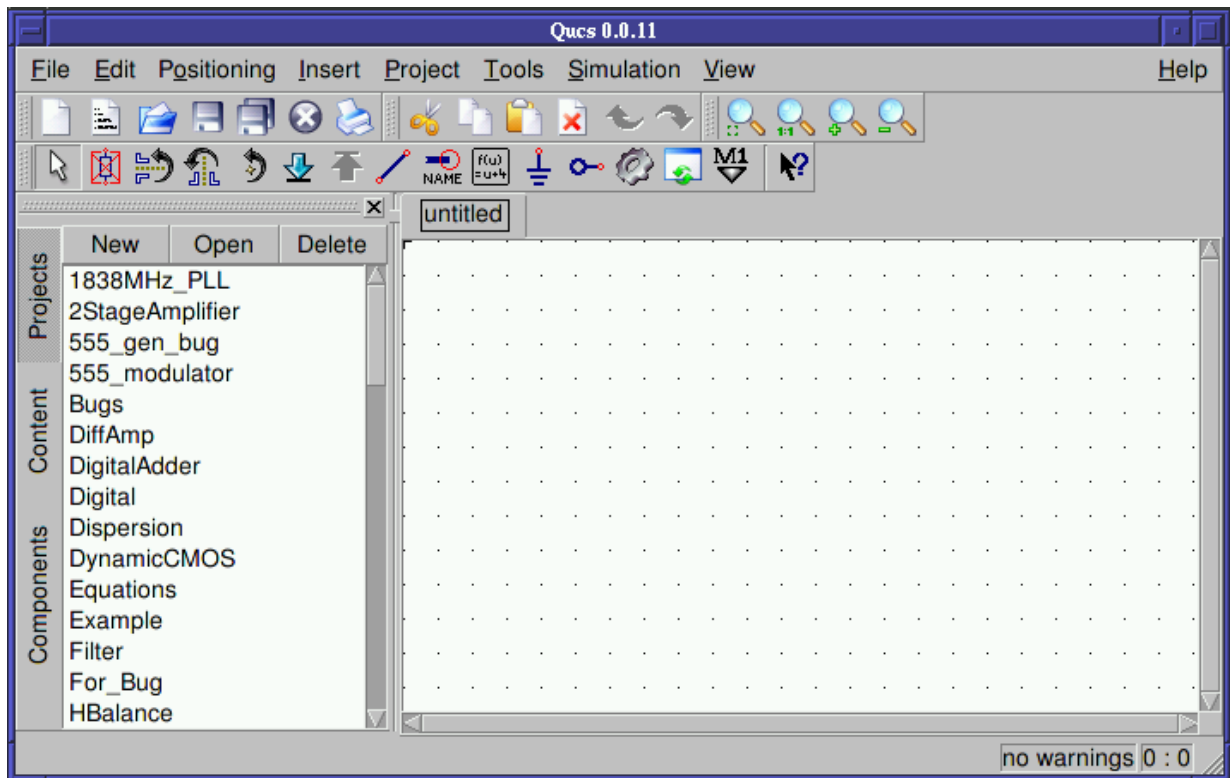 Qucs 0.0.11
File Edit Positioning Insert Project Tools Simulation View Help
1:1
NAME f(u) =u+4 M1
untitled
New Open Delete
Projects
Content
Components
1838MHz_PLL
2StageAmplifier
555_gen_bug
555_modulator
Bugs
DiffAmp
DigitalAdder
Digital
Dispersion
DynamicCMOS
Equations
Example
Filter
For_Bug
HBalance
no warnings 0 : 0